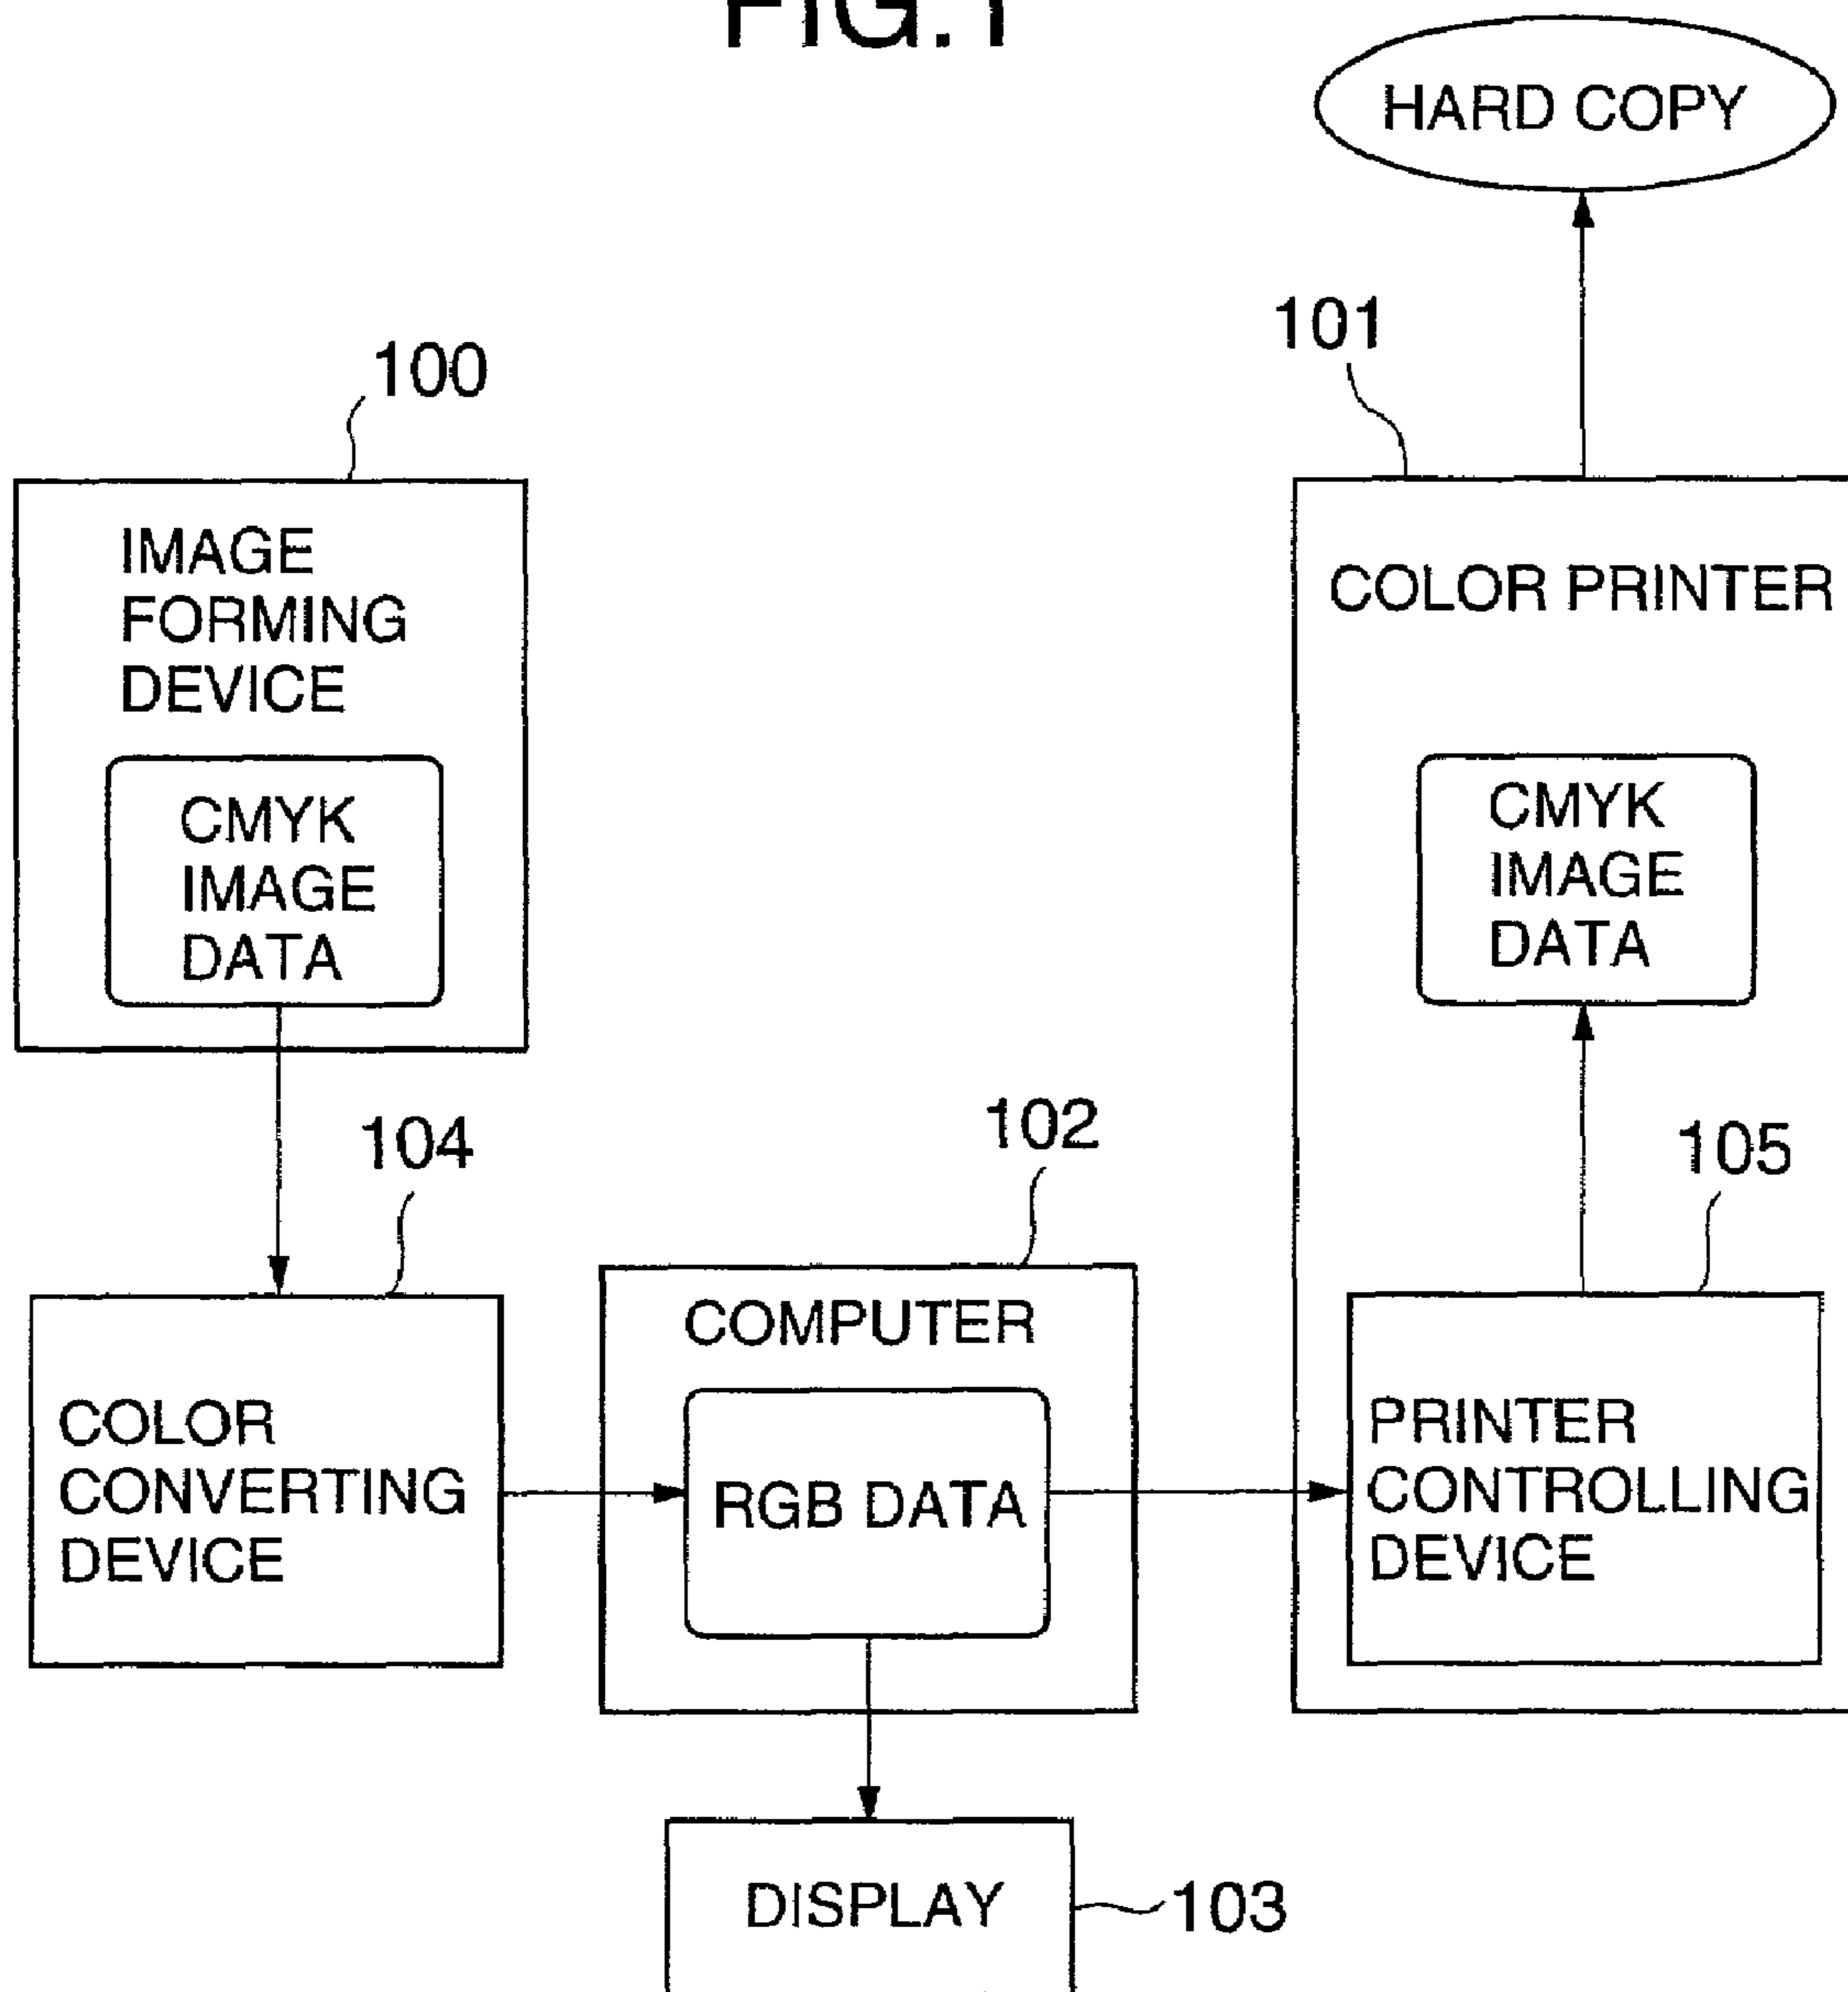 FIG.1
HARD COPY
101
100
IMAGE
FORMING
DEVICE
CMYK
IMAGE
DATA
COLOR PRINTER
CMYK
IMAGE
DATA
104
102
105
COLOR
CONVERTING
DEVICE
COMPUTER
RGB DATA
PRINTER
CONTROLLING
DEVICE
DISPLAY
103